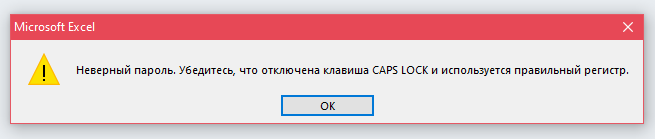 Microsoft Excel
Неверный пароль. Убедитесь, что отключена клавиша CAPS LOCK и используется правильный регистр.
OK